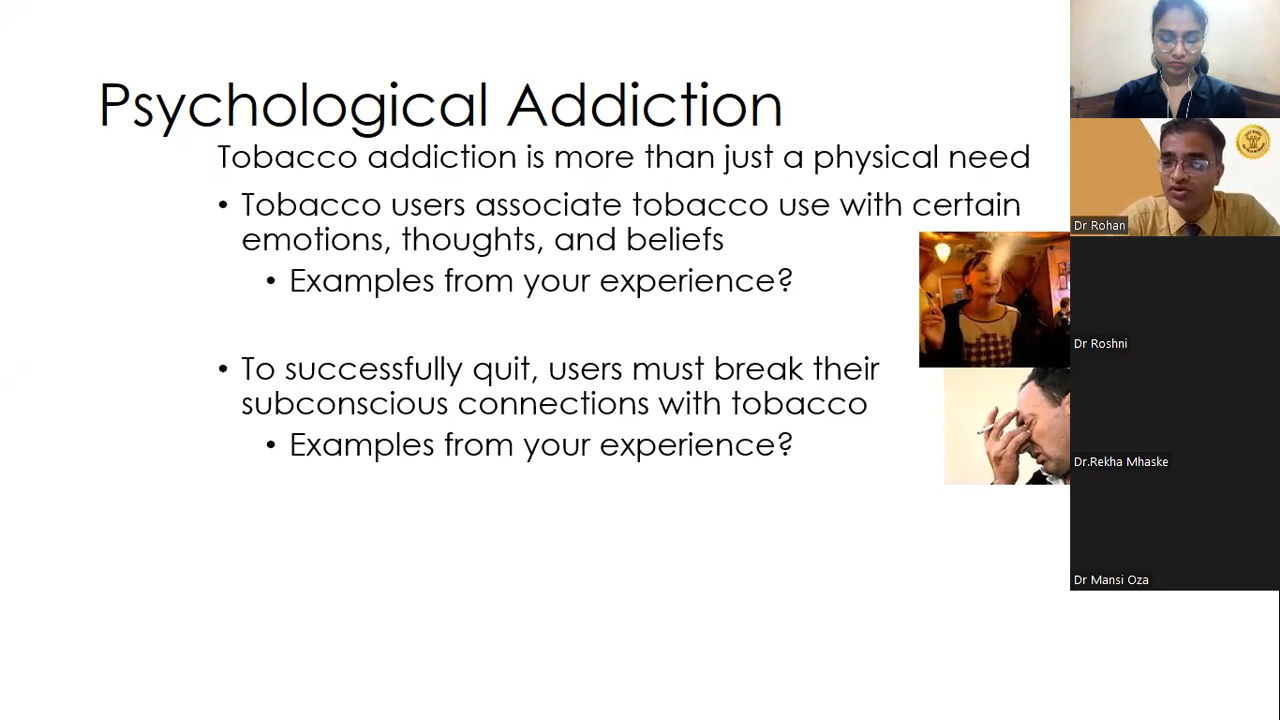 Psychological Addiction
Tobacco addiction is more than just a physical need
• Tobacco users associate tobacco use with certain
emotions, thoughts, and beliefs
• Examples from your experience?
• To successfully quit, users must break their
subconscious connections with tobacco
• Examples from your experience?
Dr Rohan
Dr Roshni
Dr.Rekha Mhaske
Dr Mansi Oza